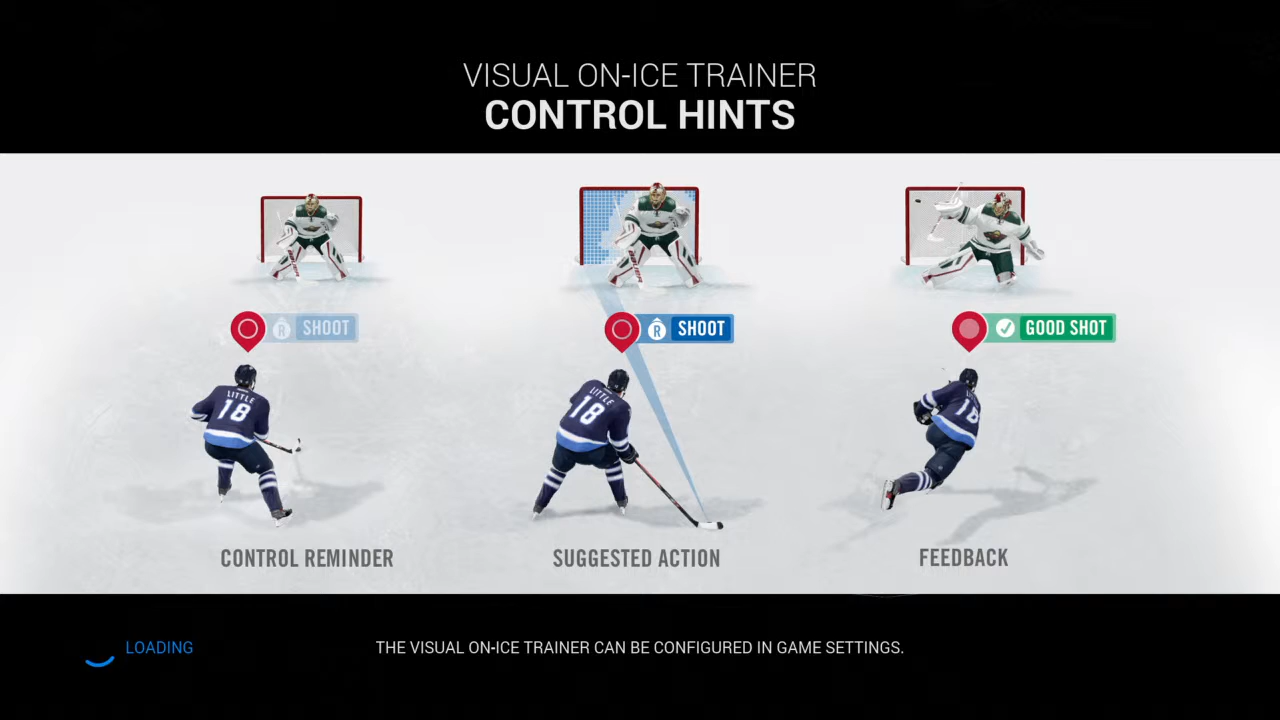 VISUAL ON-ICE TRAINER
CONTROL HINTS
R SHOOT
R SHOOT
GOOD SHOT
LITTLE
18
LITTLE
18
18
CONTROL REMINDER
SUGGESTED ACTION
FEEDBACK
LOADING
THE VISUAL ON-ICE TRAINER CAN BE CONFIGURED IN GAME SETTINGS.